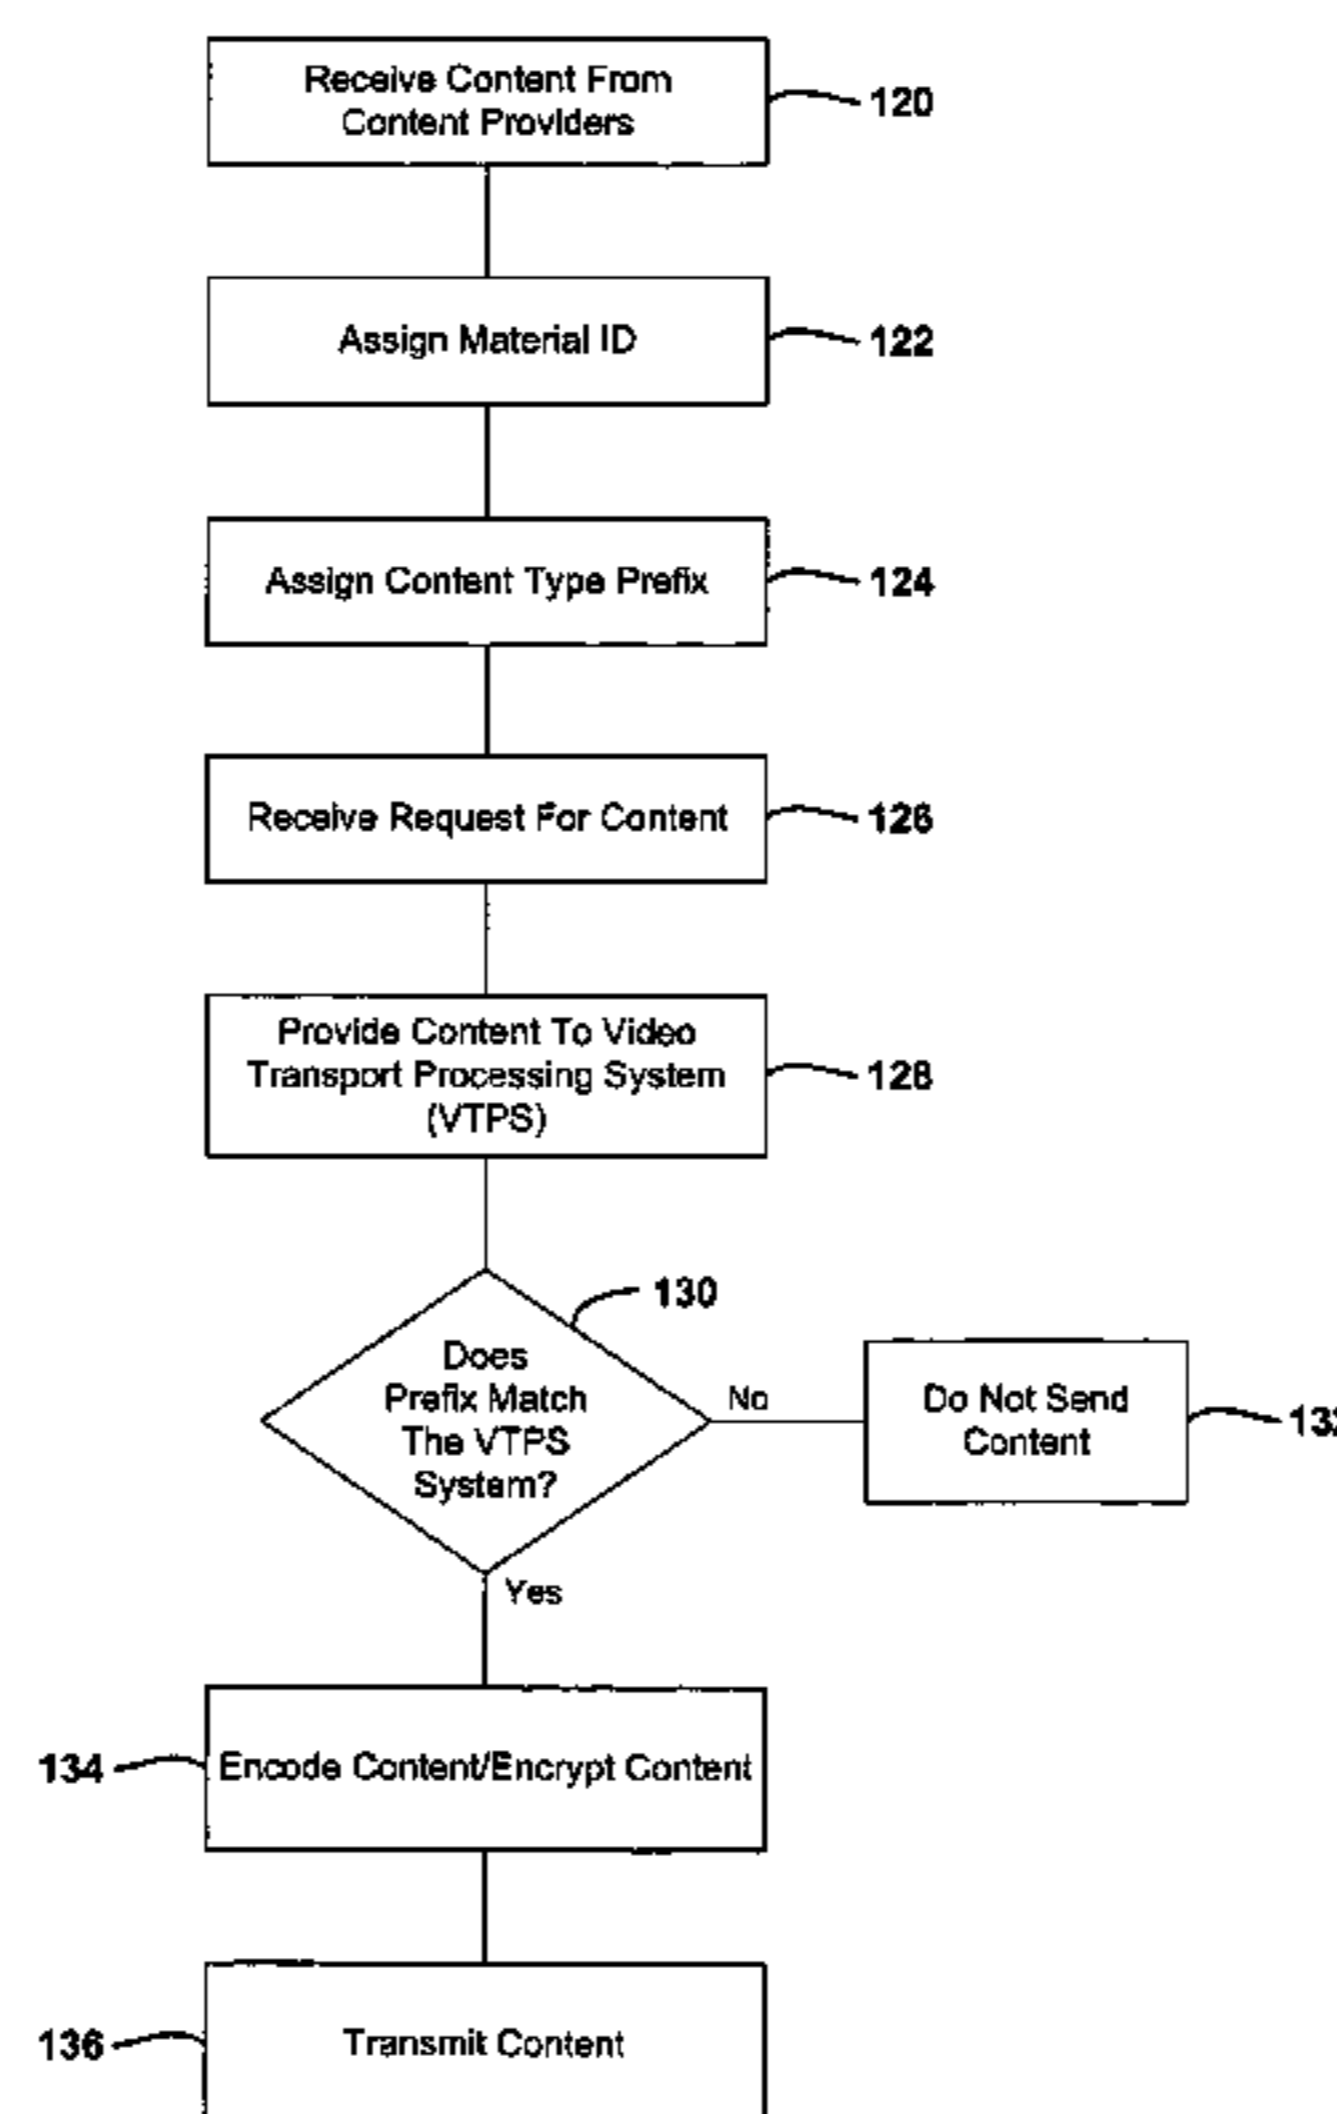 Receive Content From
Content Providers
120
Assign Material ID
122
Assign Content Type Prefix
124
Receive Request For Content
126
Provide Content To Video
Transport Processing System
(VTPS)
128
130
Does
Prefix Match
The VTPS
System?
No
Do Not Send
Content
Yes
134
Encode Content/Encrypt Content
136
Transmit Content